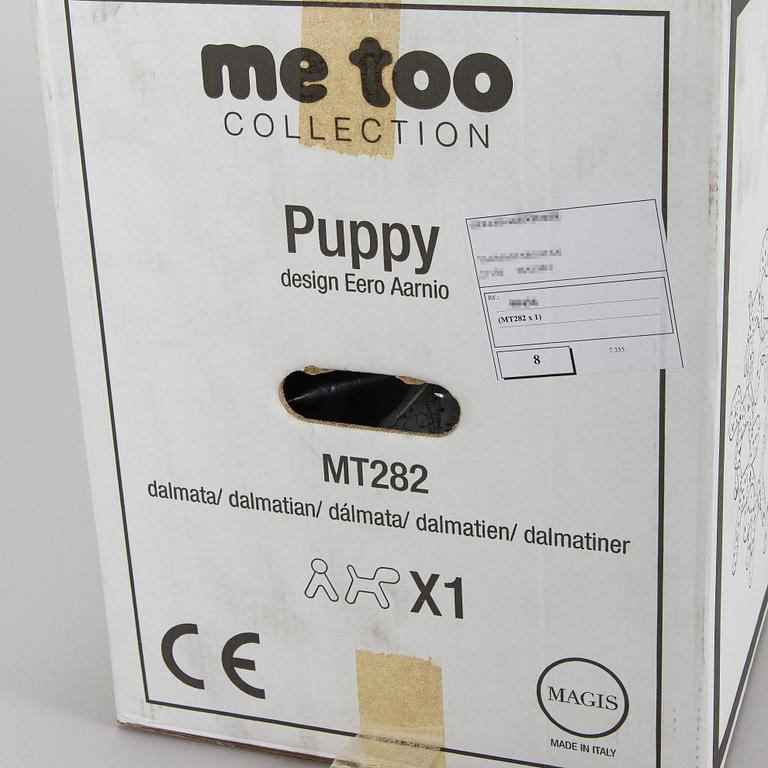 me too
COLLECTION
Puppy
design Eero Aarnio
Rif.:
(MT282 x 1)
8
7.355
MT282
dalmata/ dalmatian/ dálmata/ dalmatien/ dalmatiner
X1
CE
MAGIS
MADE IN ITALY